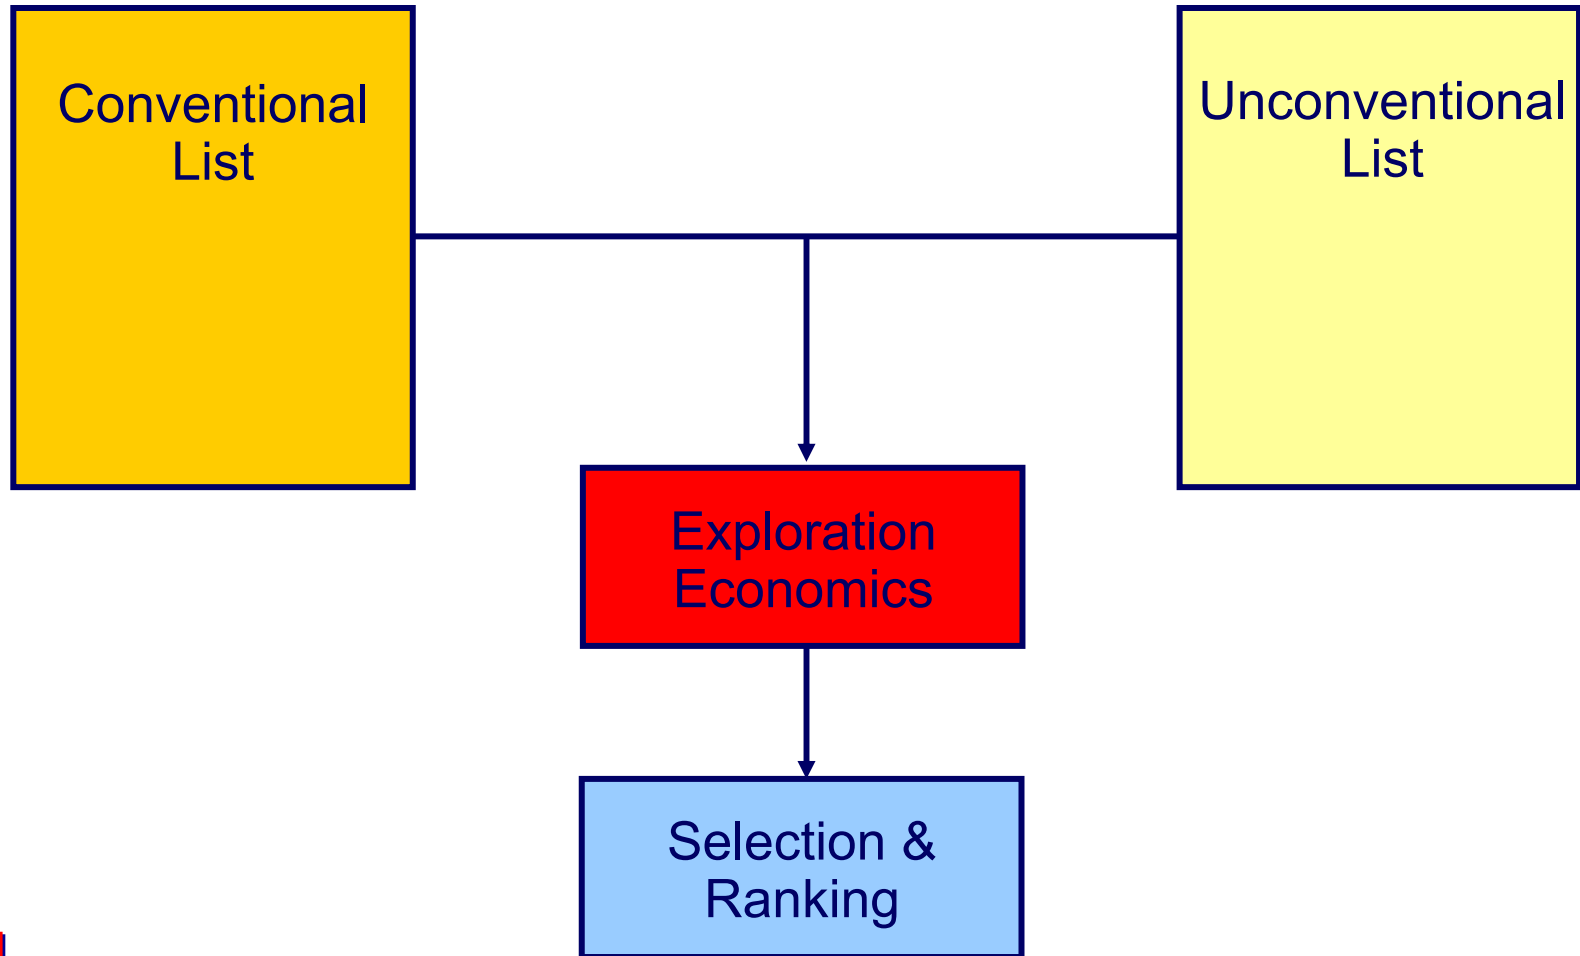 Conventional
List
Unconventional
List
Exploration
Economics
Selection &
Ranking